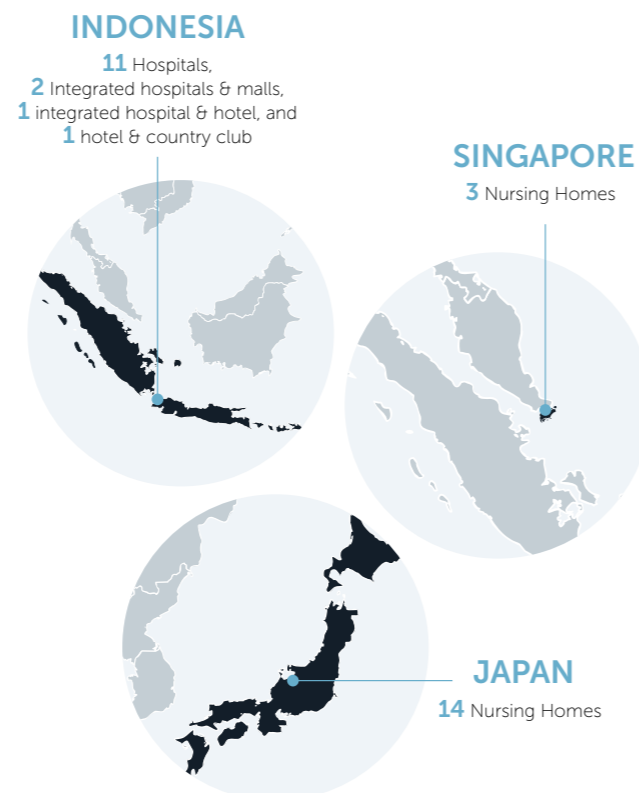 INDONESIA
11 Hospitals,
2 Integrated hospitals & malls,
1 integrated hospital & hotel, and
1 hotel & country club
SINGAPORE
3 Nursing Homes
JAPAN
14 Nursing Homes